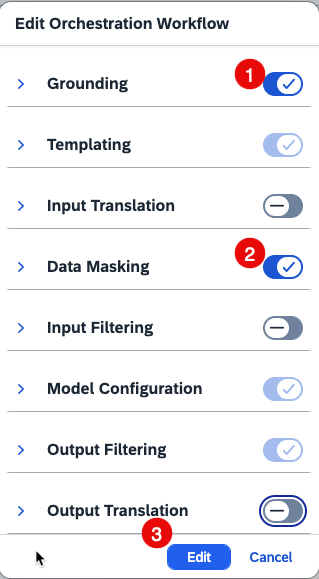 Edit Orchestration Workflow
1
Grounding
Templating
Input Translation
2
Data Masking
Input Filtering
Model Configuration
Output Filtering
Output Translation
3
Edit Cancel